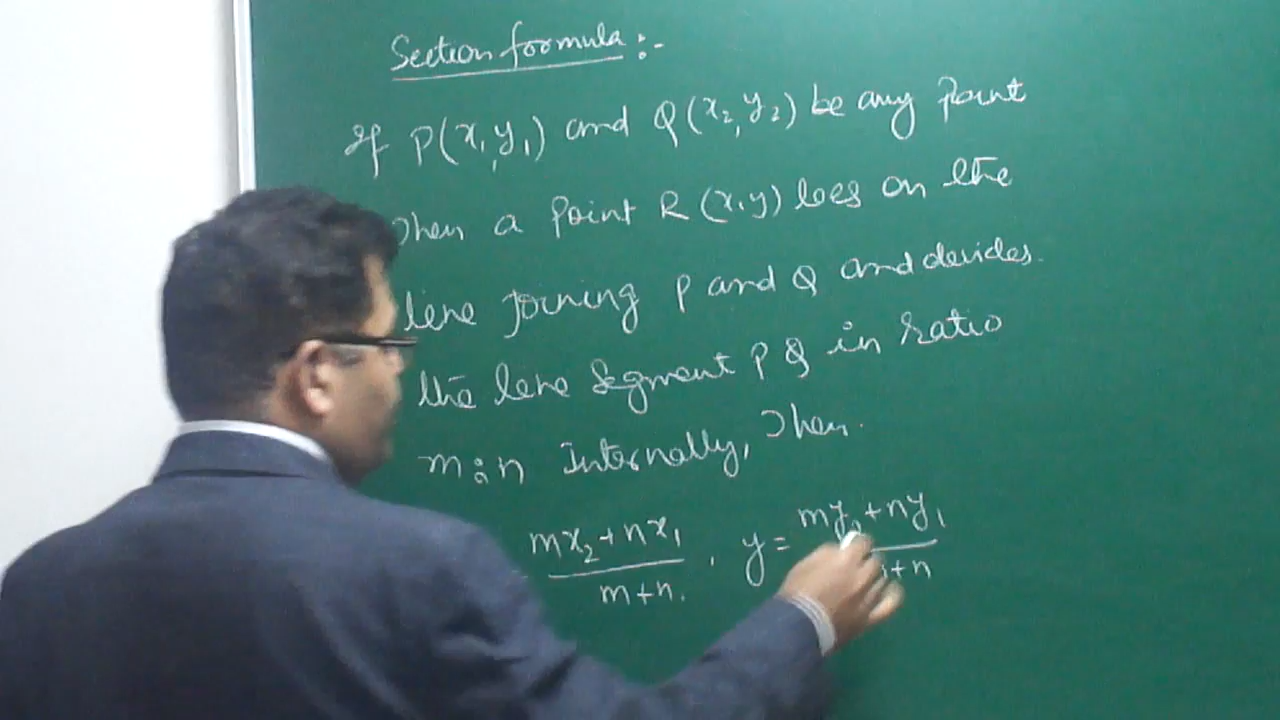 Section formula :-
If P(x₁, y₁) and Q(x₂, y₂) be any point
Then a point R (x, y) lies on the
line joining P and Q and devides
the line segment PQ in ratio
m:n Internally, Then
mx₂ + nx₁ / m+n , y = my₂ + ny₁ / +n